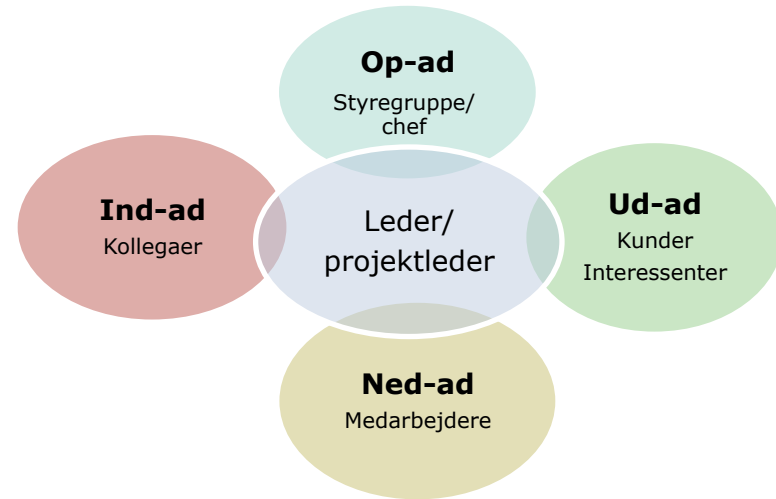 Op-ad
Styregruppe/
chef
Ind-ad
Kollegaer
Leder/
projektleder
Ud-ad
Kunder
Interessenter
Ned-ad
Medarbejdere